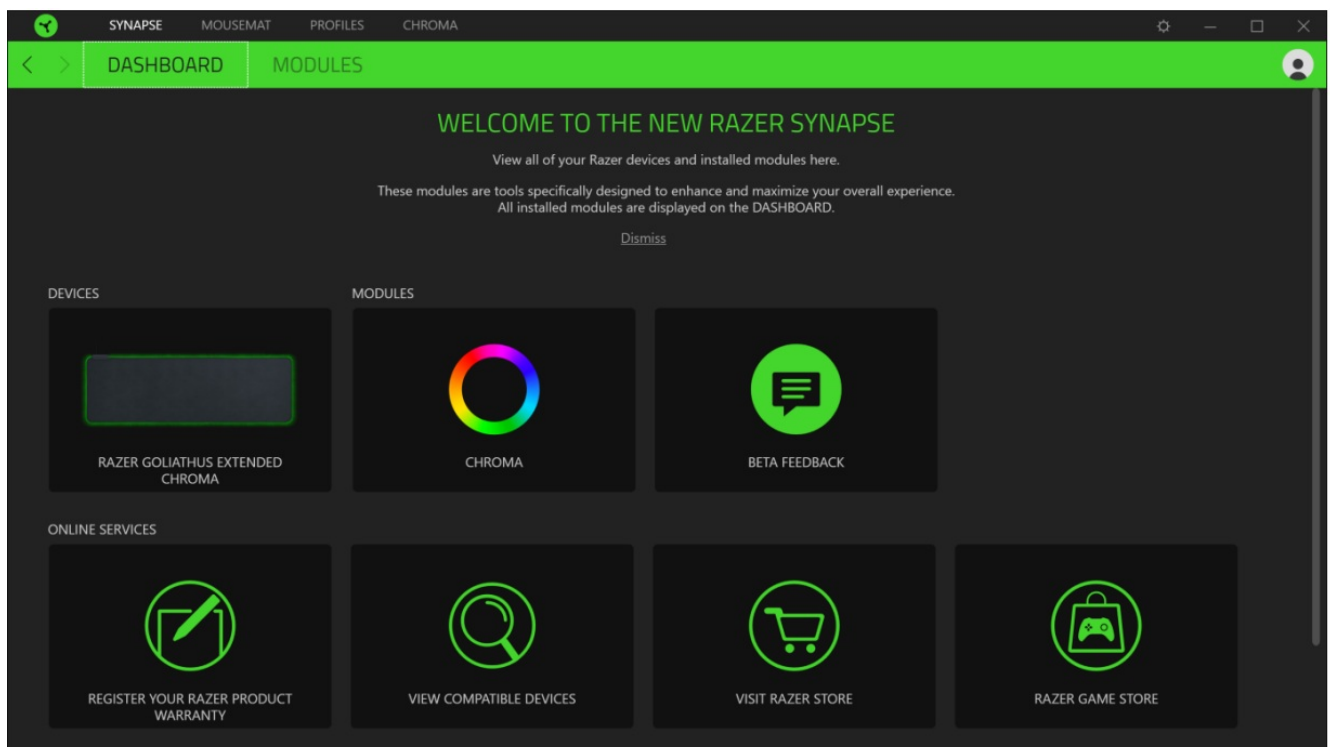 SYNAPSE MOUSEMAT PROFILES CHROMA
DASHBOARD MODULES
WELCOME TO THE NEW RAZER SYNAPSE
View all of your Razer devices and installed modules here.
These modules are tools specifically designed to enhance and maximize your overall experience.
All installed modules are displayed on the DASHBOARD.
Dismiss
DEVICES MODULES
RAZER GOLIATHUS EXTENDED
CHROMA
CHROMA
BETA FEEDBACK
ONLINE SERVICES
REGISTER YOUR RAZER PRODUCT
WARRANTY
VIEW COMPATIBLE DEVICES
VISIT RAZER STORE
RAZER GAME STORE